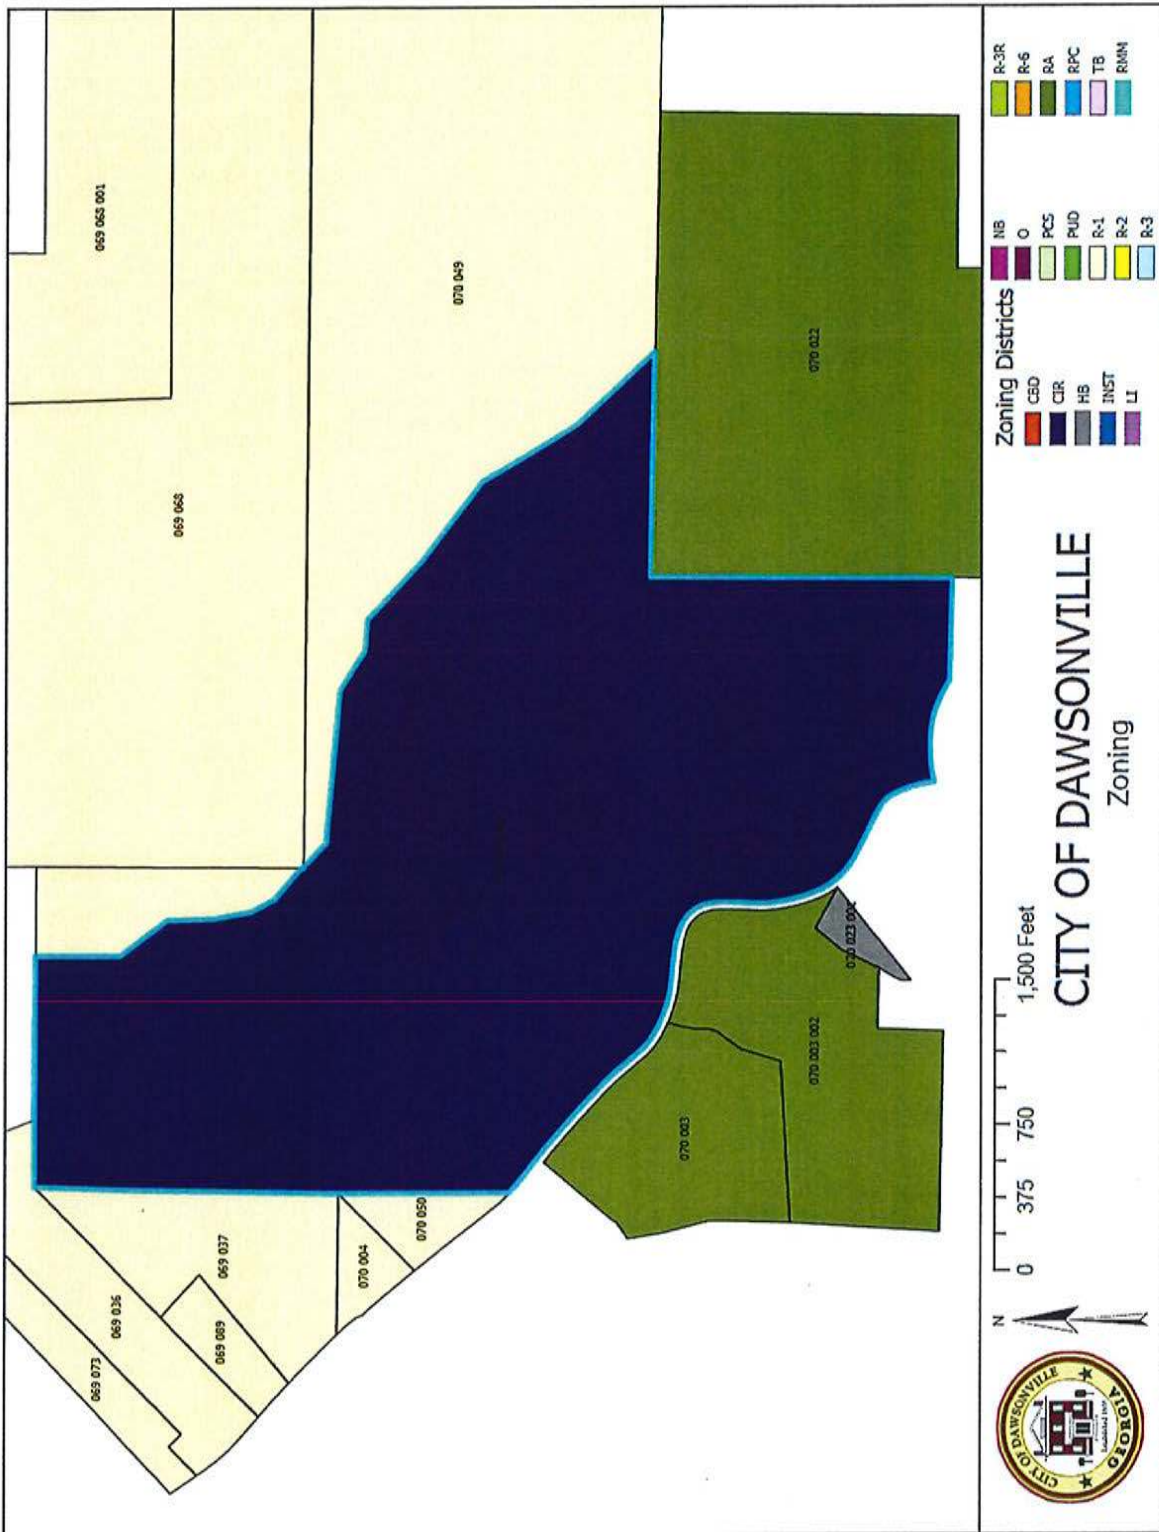 069 073
069 036
069 089
069 037
070 004
070 050
069 068
069 068 001
070 049
070 003
070 003 002
070 022
CITY OF DAWSONVILLE
GEORGIA
N
0 375 750 1,500 Feet
CITY OF DAWSONVILLE
Zoning
Zoning Districts
CBD
CIR
HB
INST
LI
NB
O
PCS
PUD
R-1
R-2
R-3
R-3R
R-6
RA
RPC
TB
RMM